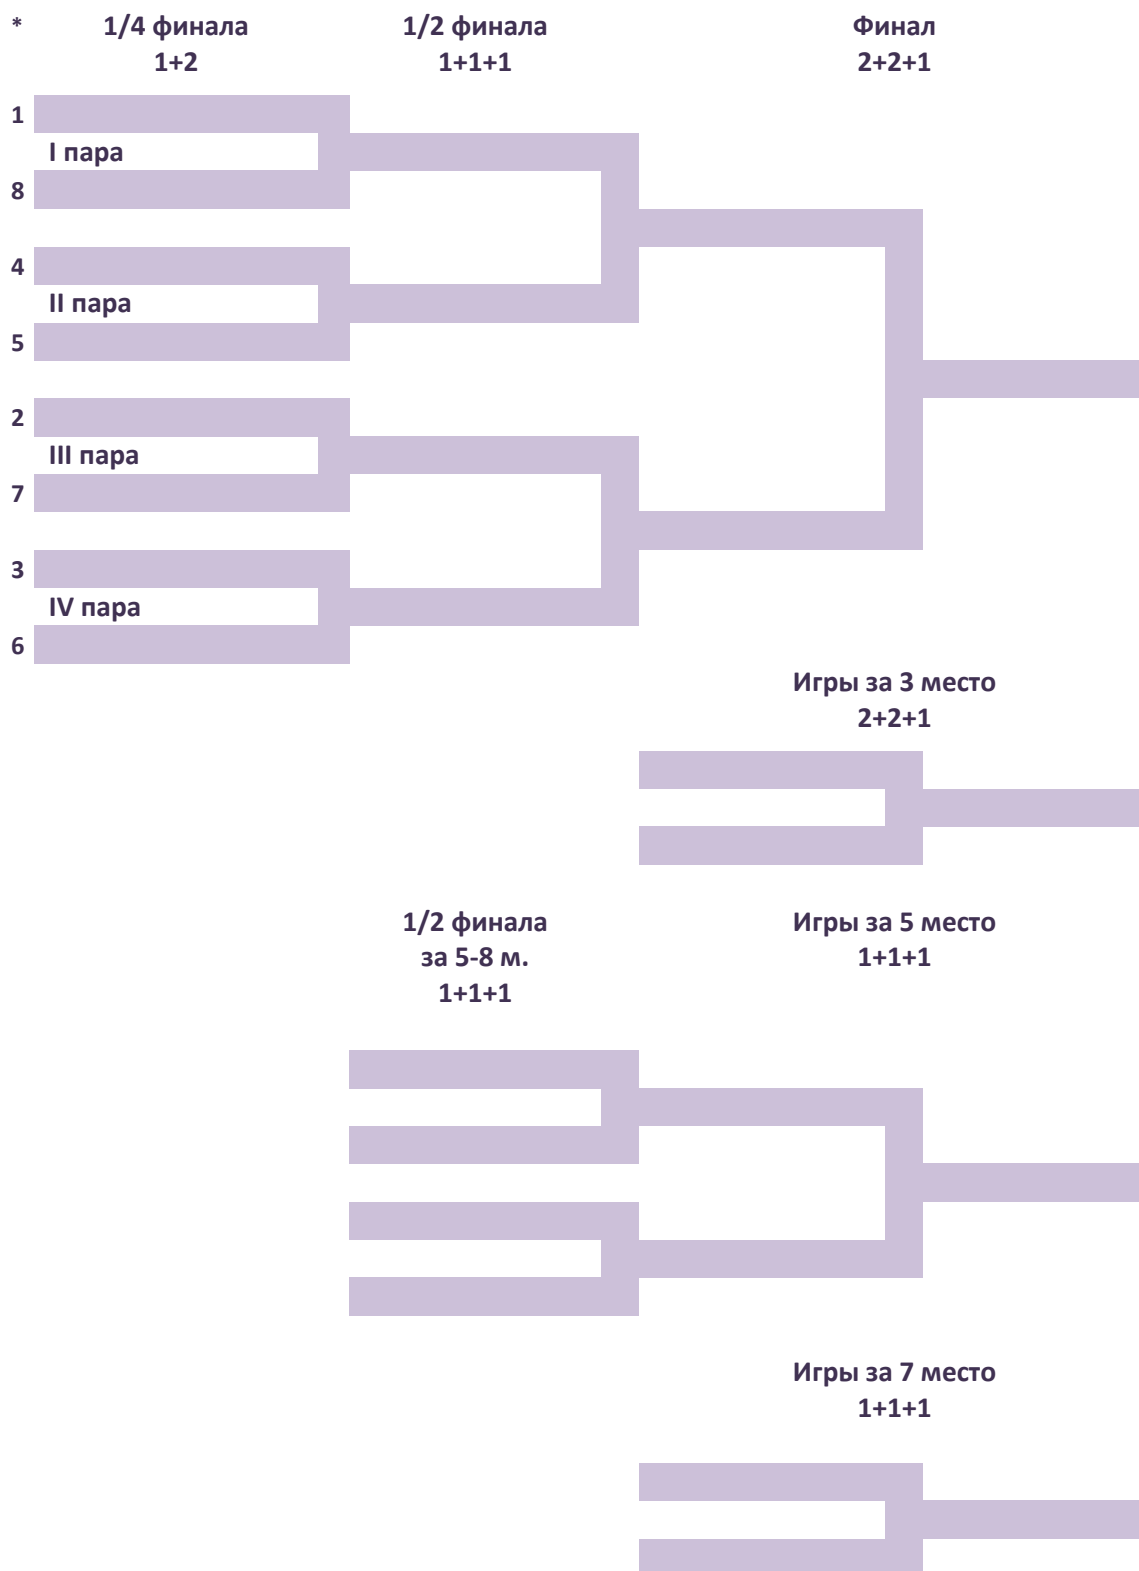 * 1/4 финала 1/2 финала Финал
1+2 1+1+1 2+2+1
1
I пара
8
4
II пара
5
2
III пара
7
3
IV пара
6
Игры за 3 место
2+2+1
1/2 финала Игры за 5 место
за 5-8 м. 1+1+1
1+1+1
Игры за 7 место
1+1+1